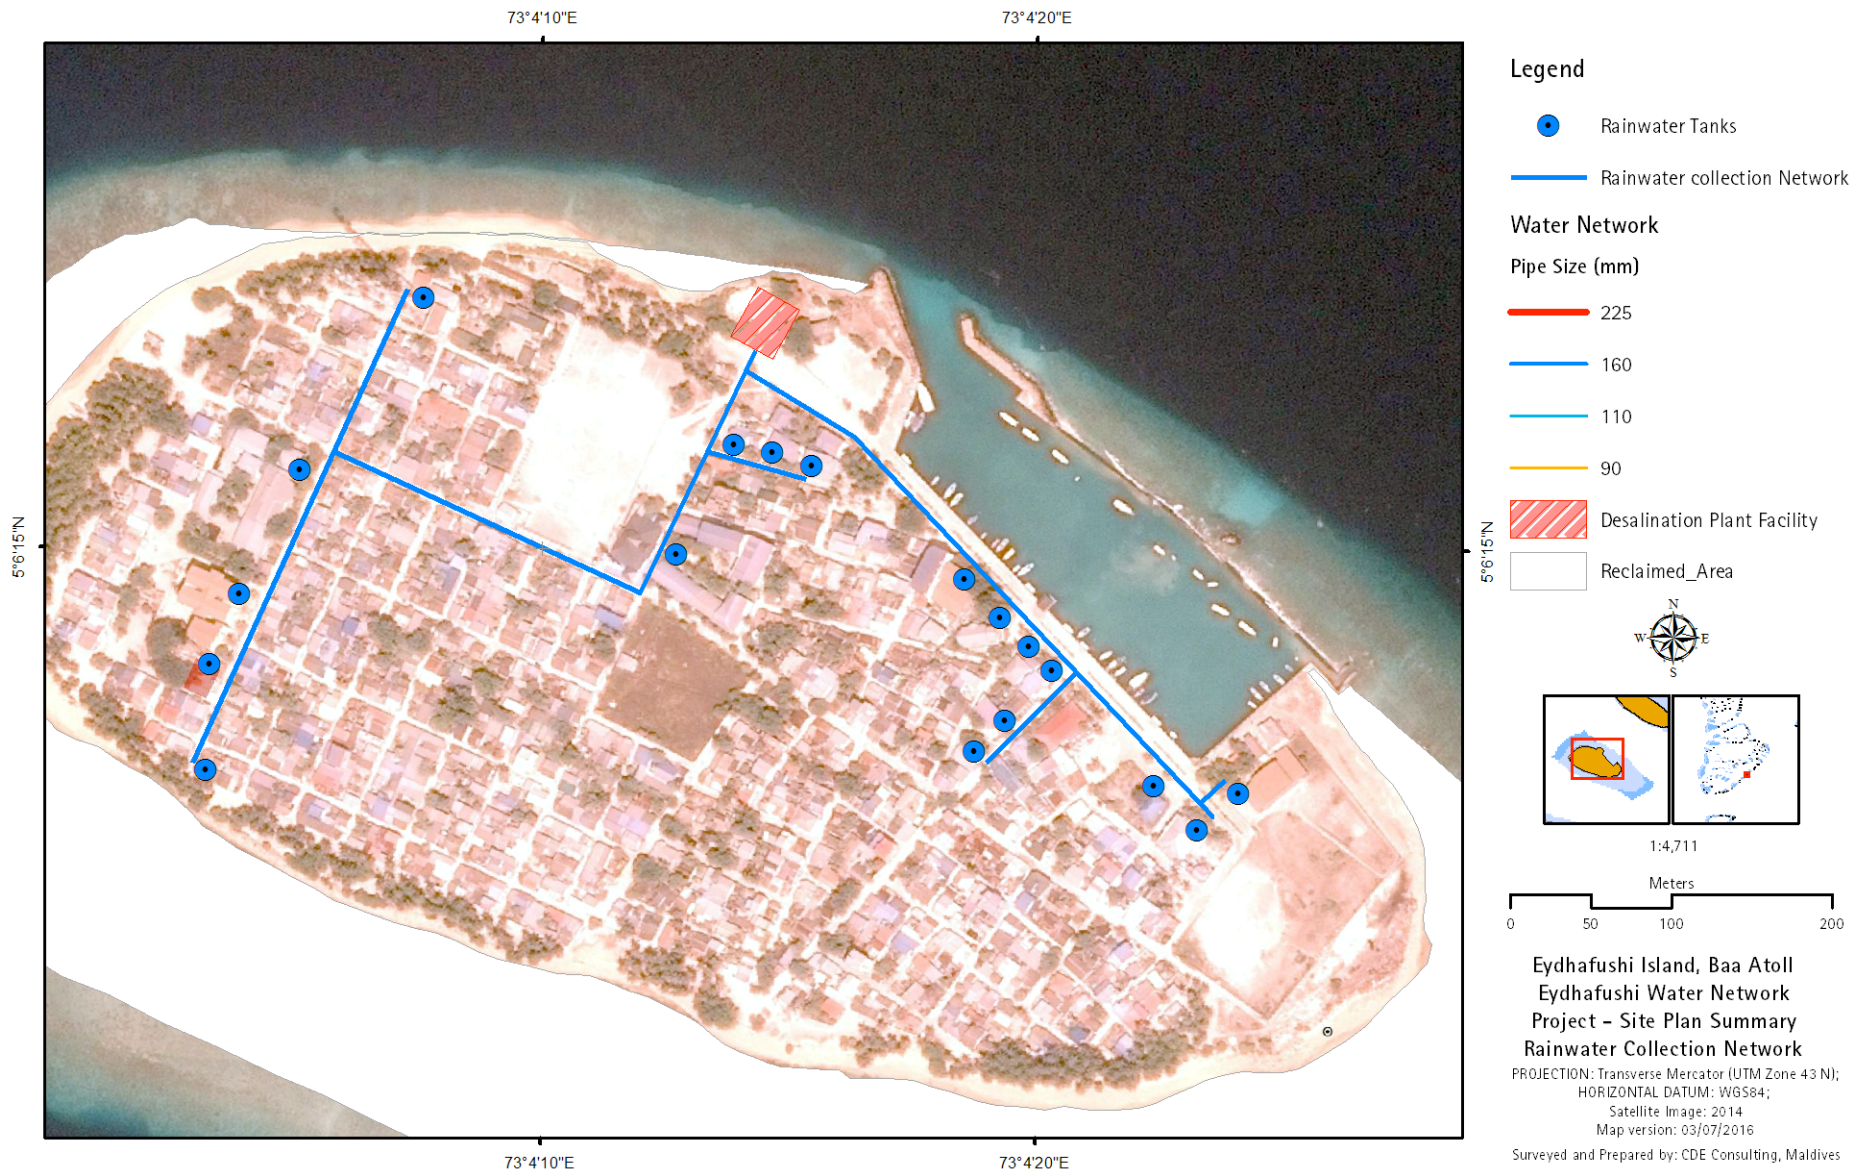 73°4'10"E
73°4'20"E
5°6'15"N
5°6'15"N
73°4'10"E
73°4'20"E
Legend
Rainwater Tanks
Rainwater collection Network
Water Network
Pipe Size (mm)
225
160
110
90
Desalination Plant Facility
Reclaimed_Area
N
W
E
S
1:4,711
Meters
0 50 100 200
Eydhafushi Island, Baa Atoll
Eydhafushi Water Network
Project - Site Plan Summary
Rainwater Collection Network
PROJECTION: Transverse Mercator (UTM Zone 43 N);
HORIZONTAL DATUM: WGS84;
Satellite Image: 2014
Map version: 03/07/2016
Surveyed and Prepared by: CDE Consulting, Maldives